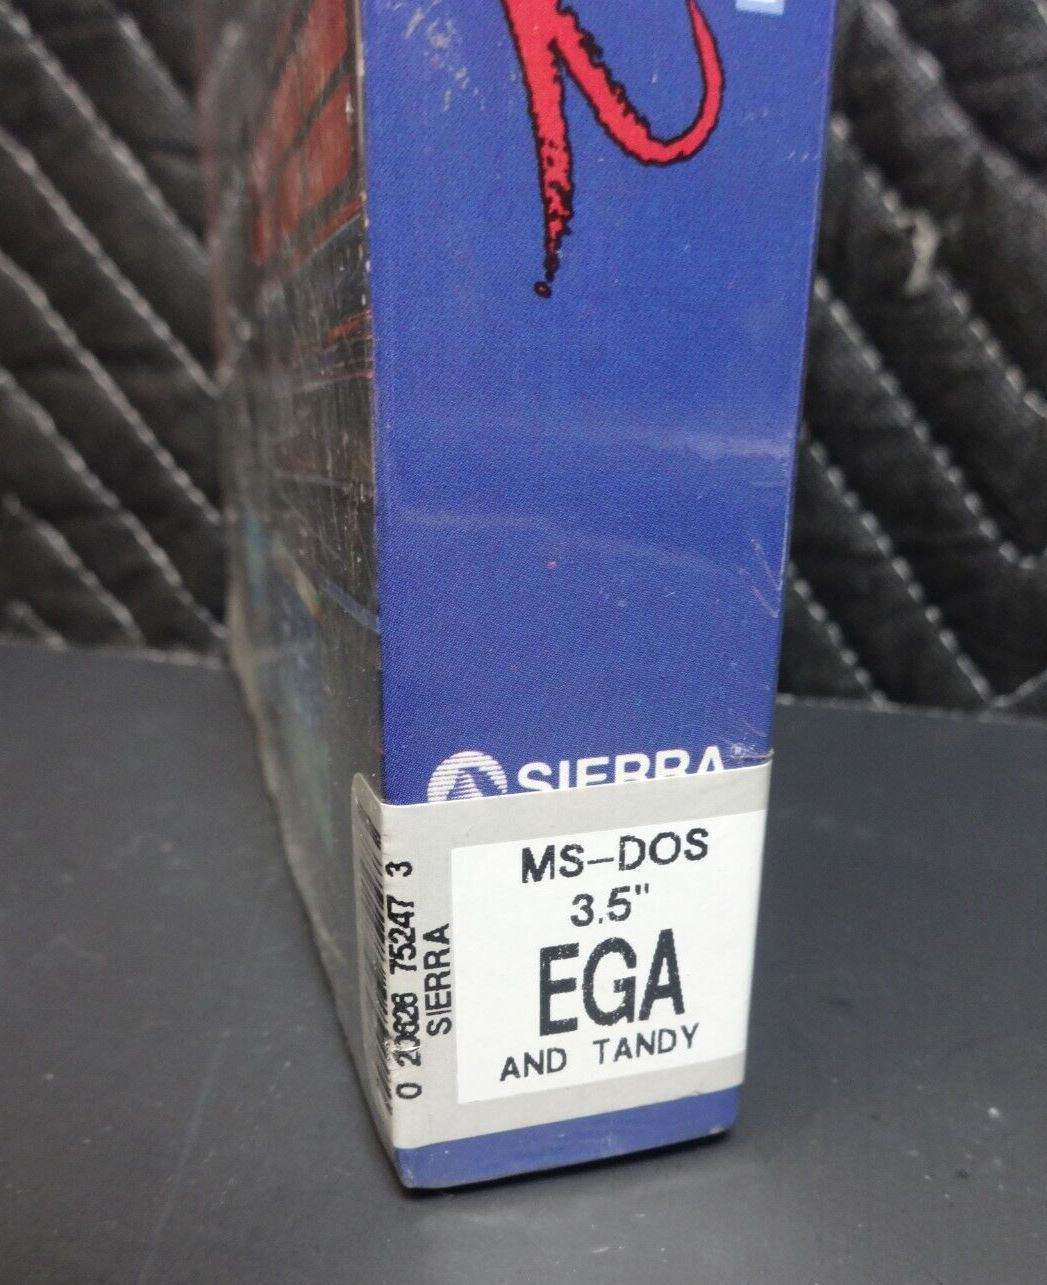 SIERRA®
MS-DOS
3.5"
EGA
AND TANDY
0 20626 75247 3
SIERRA